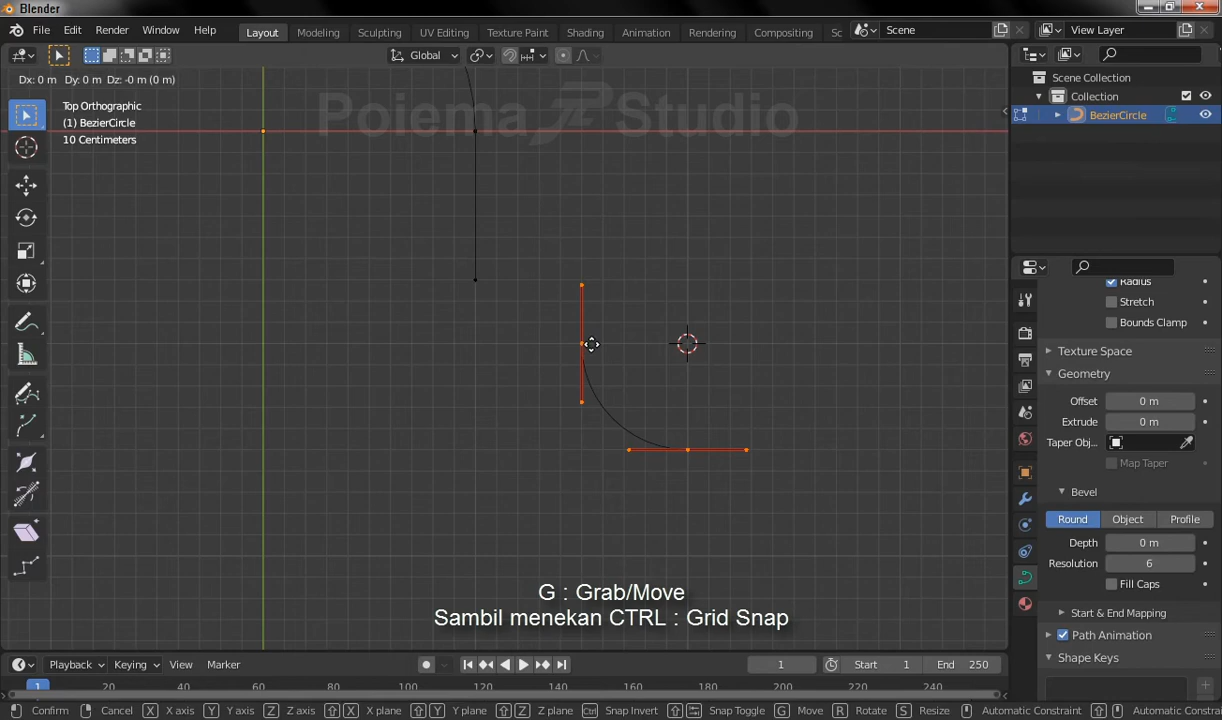 Blender
File Edit Render Window Help
Layout Modeling Sculpting UV Editing Texture Paint Shading Animation Rendering Compositing Sc
Scene
View Layer
Global
Dx: 0 m Dy: 0 m Dz: -0 m (0 m)
Top Orthographic
(1) BezierCircle
10 Centimeters
Poiema Studio
Scene Collection
Collection
BezierCircle
Radius
Stretch
Bounds Clamp
Texture Space
Geometry
Offset 0 m
Extrude 0 m
Taper Obj...
Map Taper
Bevel
Round Object Profile
Depth 0 m
Resolution 6
Fill Caps
Start & End Mapping
Path Animation
Shape Keys
G : Grab/Move
Sambil menekan CTRL : Grid Snap
Playback Keying View Marker
1
Start 1 End 250
1 20 40 60 80 100 120 140 160 180 200 220 240
Confirm Cancel X X axis Y Y axis Z Z axis X X plane Y Y plane Z Z plane Snap Invert Snap Toggle G Move R Rotate S Resize Automatic Constraint Automatic Constra